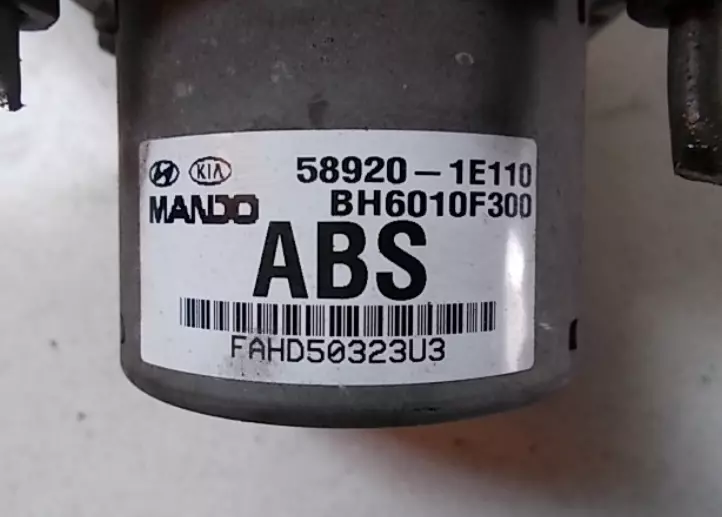 KIA 58920-1E110
MANDO BH6010F300
ABS
FAHD50323U3